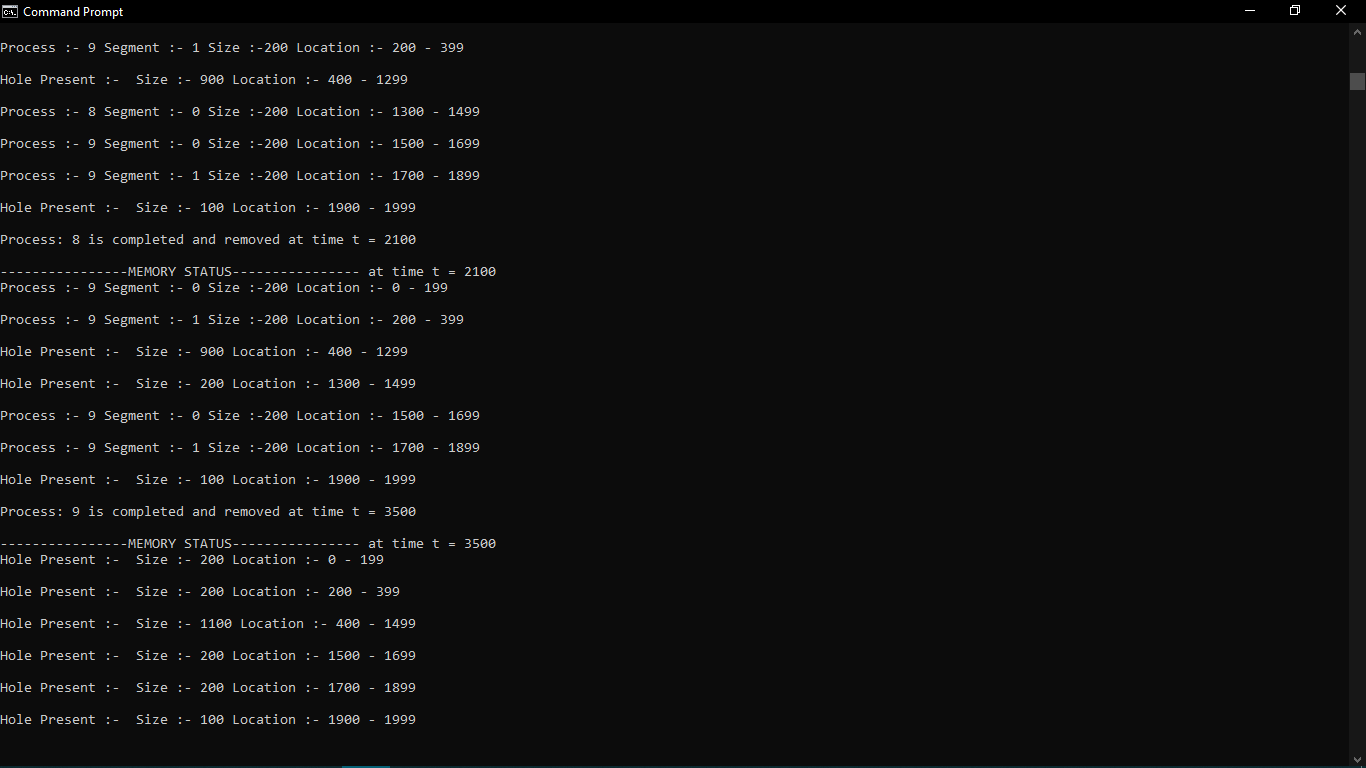 Command Prompt
Process :- 9 Segment :- 1 Size :-200 Location :- 200 - 399
Hole Present :-  Size :- 900 Location :- 400 - 1299
Process :- 8 Segment :- 0 Size :-200 Location :- 1300 - 1499
Process :- 9 Segment :- 0 Size :-200 Location :- 1500 - 1699
Process :- 9 Segment :- 1 Size :-200 Location :- 1700 - 1899
Hole Present :-  Size :- 100 Location :- 1900 - 1999
Process: 8 is completed and removed at time t = 2100
----------------MEMORY STATUS---------------- at time t = 2100
Process :- 9 Segment :- 0 Size :-200 Location :- 0 - 199
Process :- 9 Segment :- 1 Size :-200 Location :- 200 - 399
Hole Present :-  Size :- 900 Location :- 400 - 1299
Hole Present :-  Size :- 200 Location :- 1300 - 1499
Process :- 9 Segment :- 0 Size :-200 Location :- 1500 - 1699
Process :- 9 Segment :- 1 Size :-200 Location :- 1700 - 1899
Hole Present :-  Size :- 100 Location :- 1900 - 1999
Process: 9 is completed and removed at time t = 3500
----------------MEMORY STATUS---------------- at time t = 3500
Hole Present :-  Size :- 200 Location :- 0 - 199
Hole Present :-  Size :- 200 Location :- 200 - 399
Hole Present :-  Size :- 1100 Location :- 400 - 1499
Hole Present :-  Size :- 200 Location :- 1500 - 1699
Hole Present :-  Size :- 200 Location :- 1700 - 1899
Hole Present :-  Size :- 100 Location :- 1900 - 1999